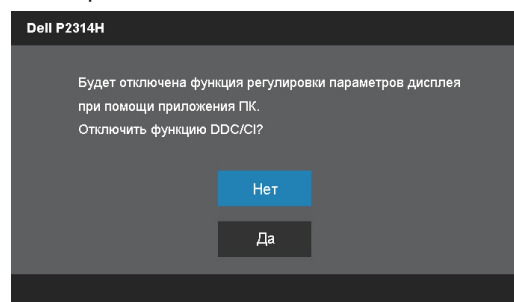 Dell P2314H
Будет отключена функция регулировки параметров дисплея
при помощи приложения ПК.
Отключить функцию DDC/CI?
Нет
Да